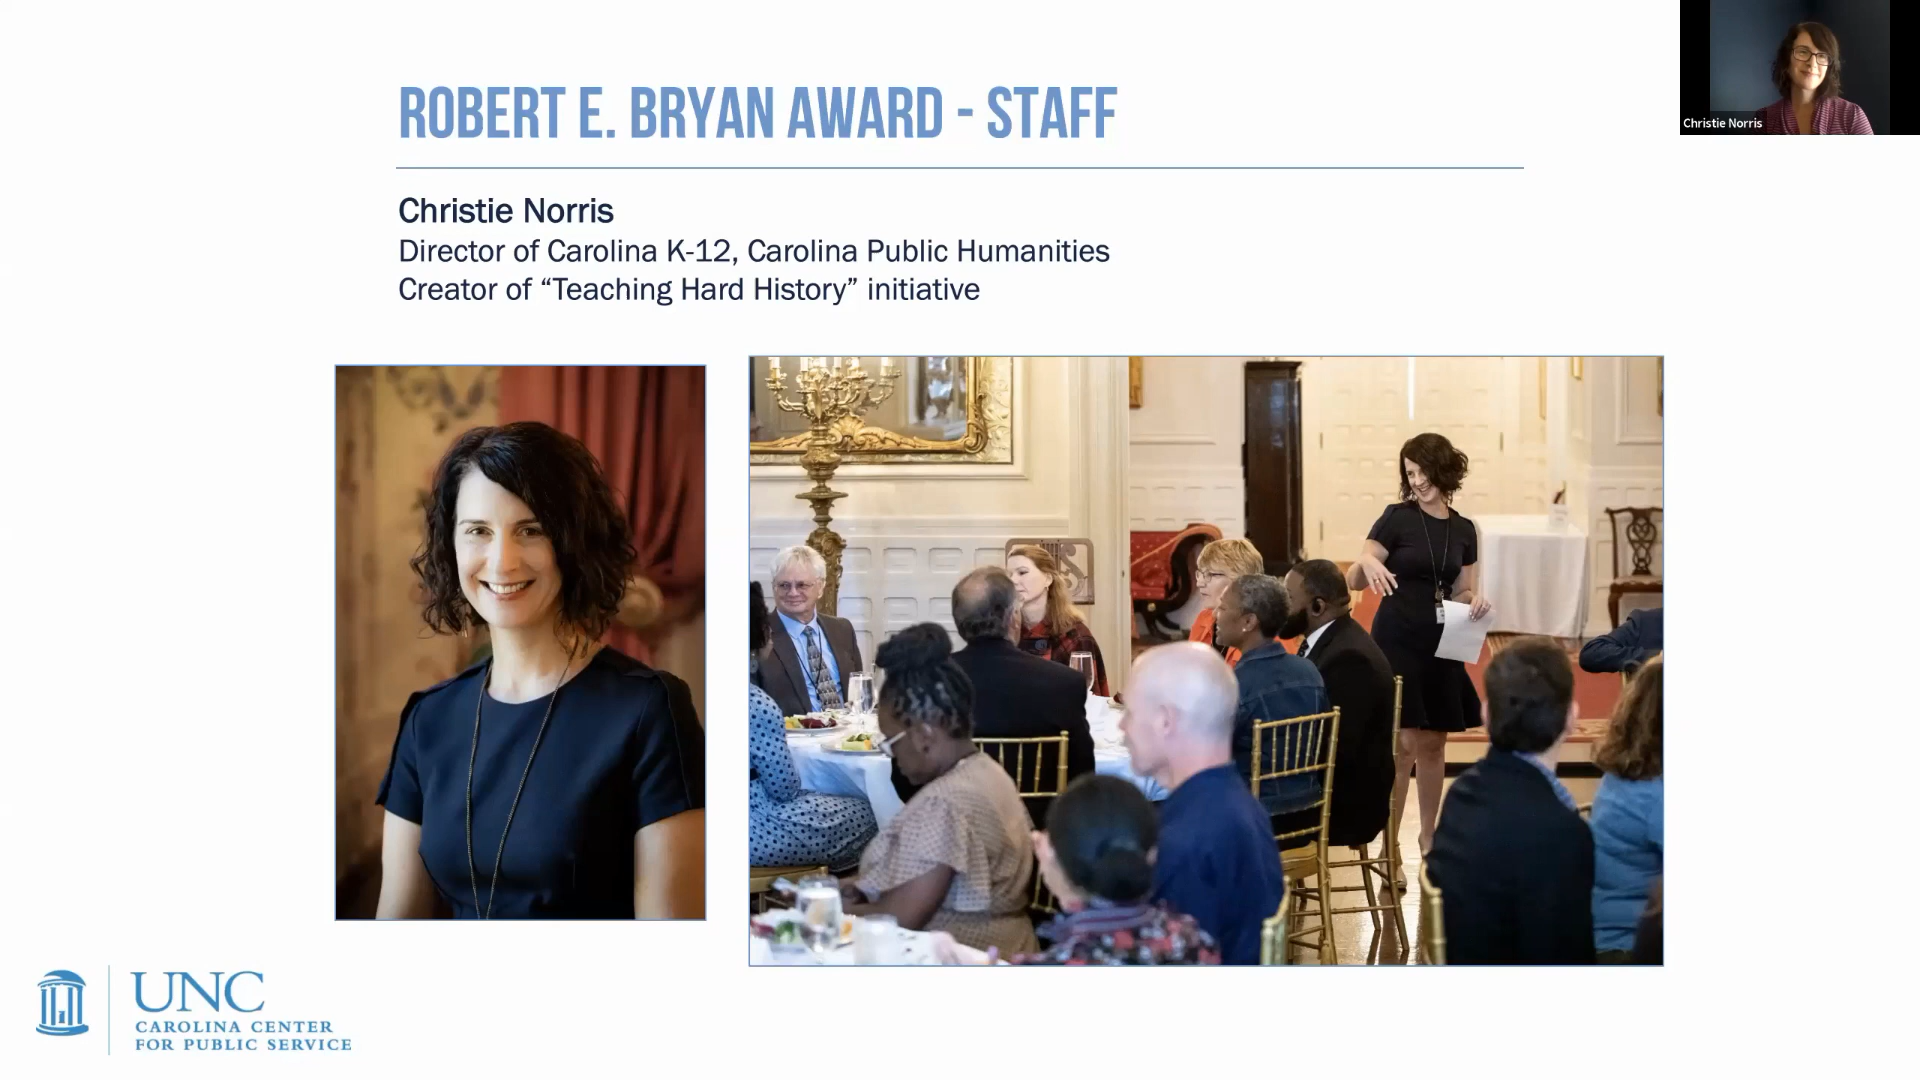 ROBERT E. BRYAN AWARD - STAFF
Christie Norris
Christie Norris
Director of Carolina K-12, Carolina Public Humanities
Creator of “Teaching Hard History” initiative
UNC
CAROLINA CENTER
FOR PUBLIC SERVICE